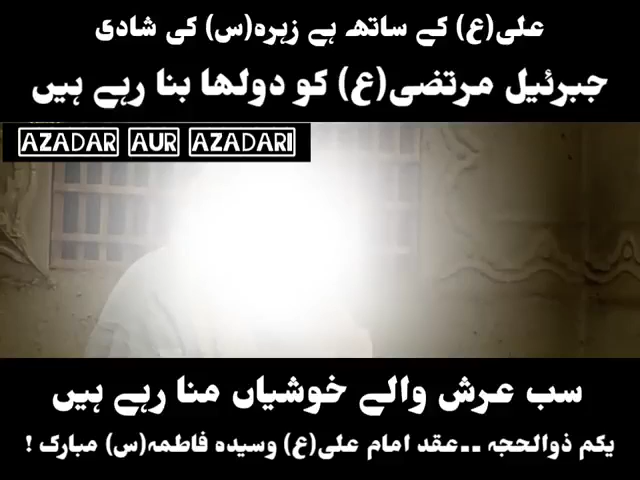 علی(ع) کے ساتھ ہے زہرہ(س) کی شادی
جبرئیل مرتضی(ع) کو دولھا بنا رہے ہیں
AZADAR AUR AZADARI
سب عرش والے خوشیاں منا رہے ہیں
یکم ذوالحجہ ۔۔عقد امام علی(ع) وسیدہ فاطمہ(س) مبارک !